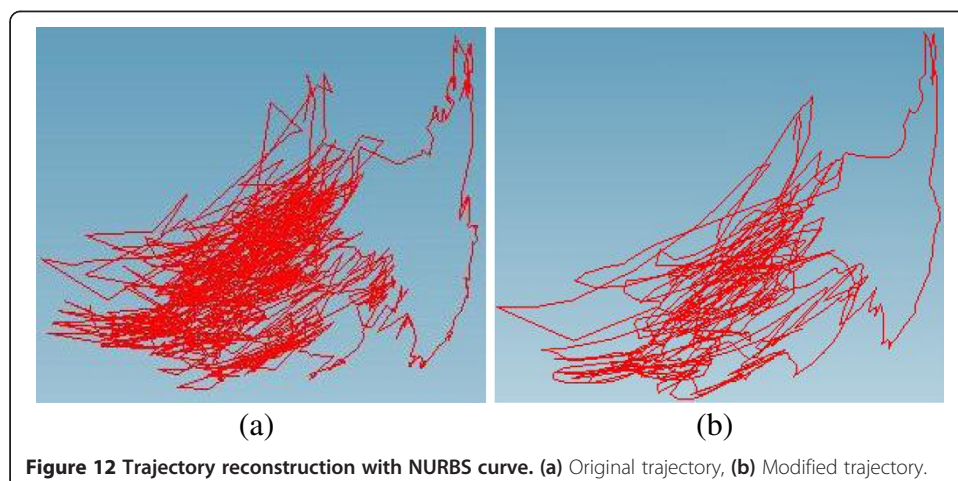 (a) (b)
Figure 12 Trajectory reconstruction with NURBS curve. (a) Original trajectory, (b) Modified trajectory.